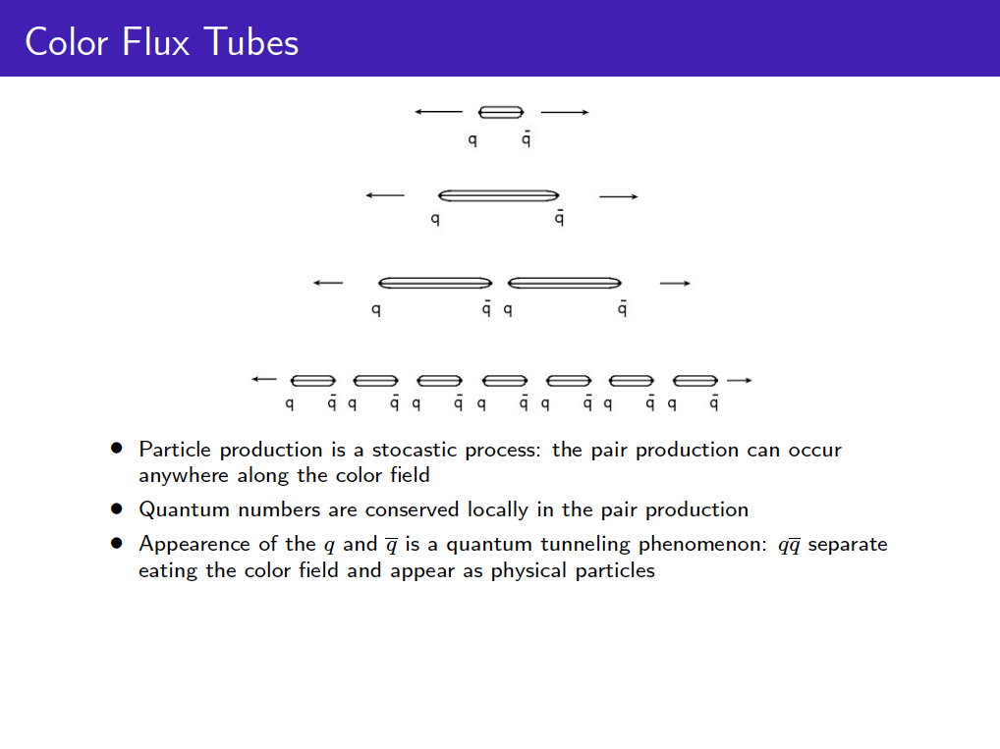 Color Flux Tubes
q q̄
q q̄
q q̄ q q̄
q q̄ q q̄ q q̄ q q̄ q q̄ q q̄ q q̄
• Particle production is a stocastic process: the pair production can occur
anywhere along the color field
• Quantum numbers are conserved locally in the pair production
• Appearence of the q and q̄ is a quantum tunneling phenomenon: qq̄ separate
eating the color field and appear as physical particles